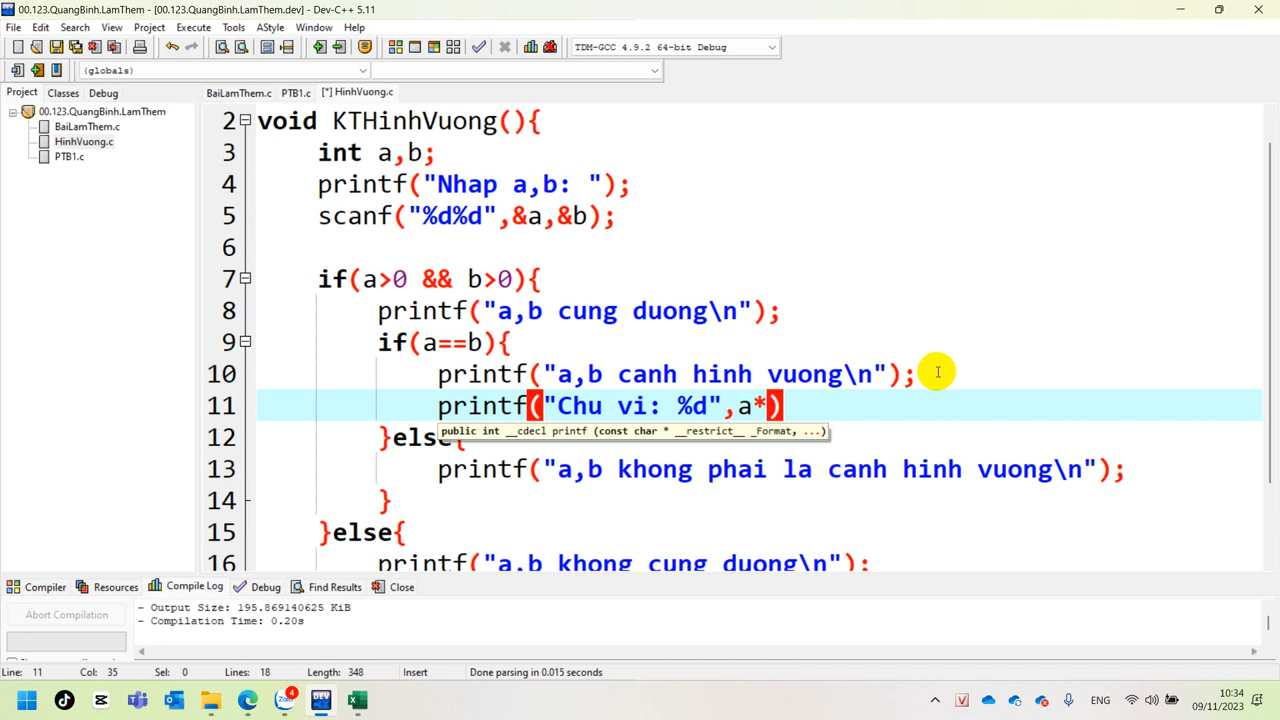 00.123.QuangBinh.LamThem - [00.123.QuangBinh.LamThem.dev] - Dev-C++ 5.11
File Edit Search View Project Execute Tools AStyle Window Help
TDM-GCC 4.9.2 64-bit Debug
(globals)
Project Classes Debug
BaiLamThem.c PTB1.c [*] HinhVuong.c
00.123.QuangBinh.LamThem
BaiLamThem.c
HinhVuong.c
PTB1.c
2 void KTHinhVuong(){
3 int a,b;
4 printf("Nhap a,b: ");
5 scanf("%d%d",&a,&b);
6
7 if(a>0 && b>0){
8 printf("a,b cung duong\n");
9 if(a==b){
10 printf("a,b canh hinh vuong\n");
11 printf("Chu vi: %d",a*)
public int __cdecl printf (const char * __restrict__ _Format, ...)
12 }else{
13 printf("a,b khong phai la canh hinh vuong\n");
14 }
15 }else{
16 printf("a,b khong cung duong\n");
Compiler Resources Compile Log Debug Find Results Close
Abort Compilation
- Output Size: 195.869140625 KiB
- Compilation Time: 0.20s
Line: 11 Col: 35 Sel: 0 Lines: 18 Length: 348 Insert Done parsing in 0.015 seconds
4
ENG
10:34
09/11/2023